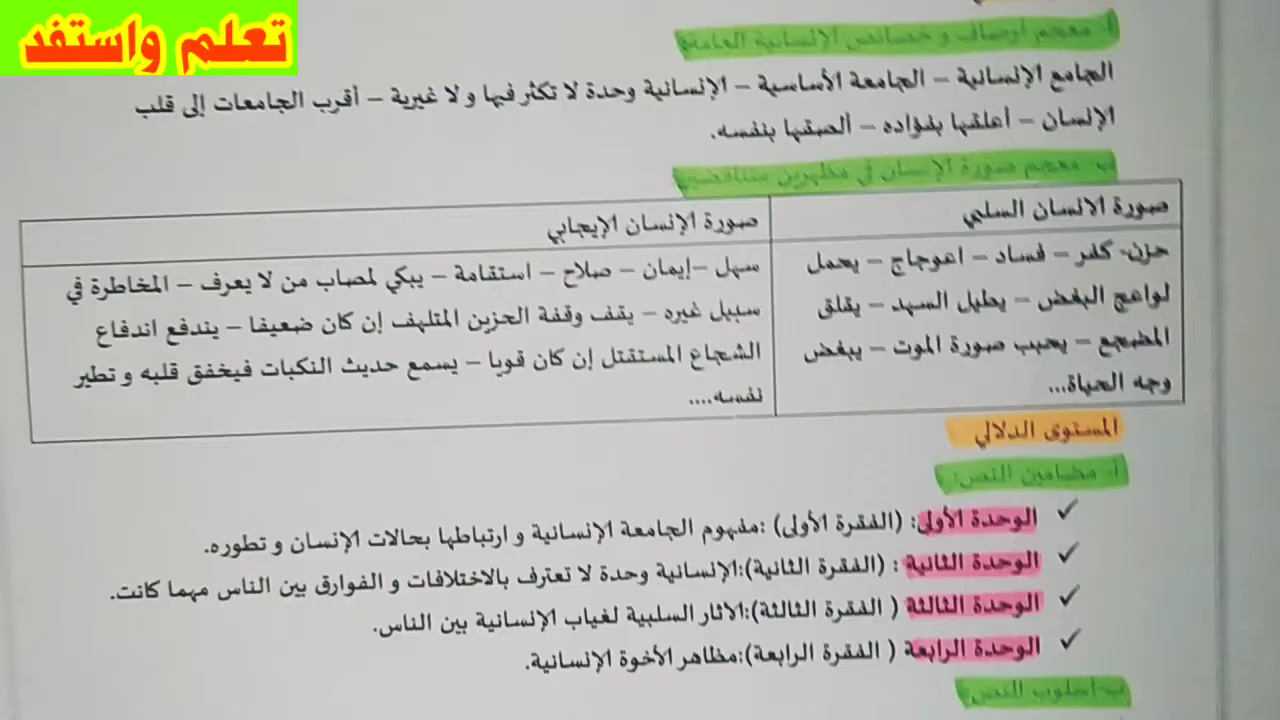 تعلم واستفد
أ- معجم أوصاف و خصائص الإنسانية العامة
الجامع الإنسانية – الجامعة الأساسية – الإنسانية وحدة لا تكثر فيها و لا غيرية – أقرب الجامعات إلى قلب
الإنسان – أعلقها بفؤاده – ألصقها بنفسه.
ب- معجم صورة الإنسان في مظهرين متناقضين
صورة الانسان السلبي
صورة الإنسان الإيجابي
حزن- كفر – فساد – اعوجاج – يحمل
لواعج البغض – يطيل السهد – يقلق
المضجع – يحبب صورة الموت – يبغض
وجه الحياة...
سهل –إيمان – صلاح – استقامة – يبكي لمصاب من لا يعرف – المخاطرة في
سبيل غيره – يقف وقفة الحزين المتلهف إن كان ضعيفا – يندفع اندفاع
الشجاع المستقتل إن كان قويا – يسمع حديث النكبات فيخفق قلبه و تطير
نفسه....
المستوى الدلالي
أ- مضامين النص:
✓ الوحدة الأولى: (الفقرة الأولى) :مفهوم الجامعة الإنسانية و ارتباطها بحالات الإنسان و تطوره.
✓ الوحدة الثانية : (الفقرة الثانية):الإنسانية وحدة لا تعترف بالاختلافات و الفوارق بين الناس مهما كانت.
✓ الوحدة الثالثة ( الفقرة الثالثة):الاثار السلبية لغياب الإنسانية بين الناس.
✓ الوحدة الرابعة ( الفقرة الرابعة):مظاهر الأخوة الإنسانية.
ب-أسلوب النص